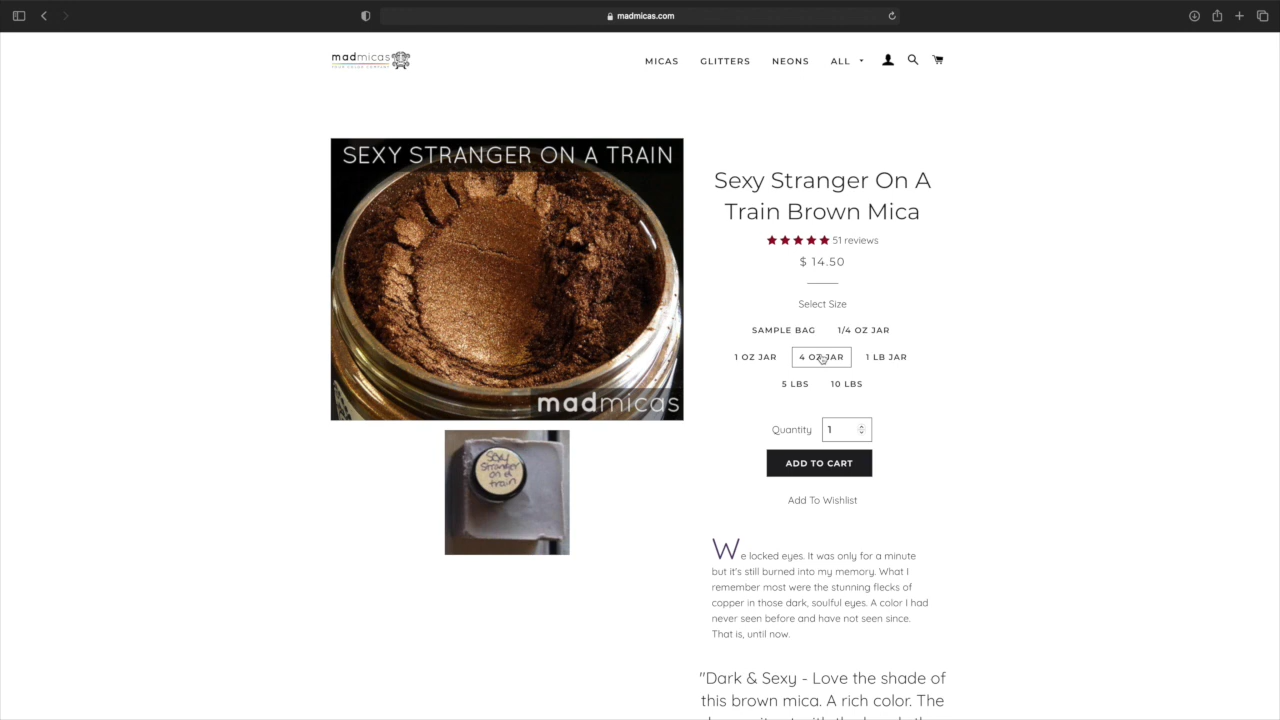 madmicas.com
madmicas
MICAS GLITTERS NEONS ALL
SEXY STRANGER ON A TRAIN
madmicas
Sexy
Stranger
on a
train
Sexy Stranger On A
Train Brown Mica
51 reviews
$ 14.50
Select Size
SAMPLE BAG 1/4 OZ JAR
1 OZ JAR 4 OZ JAR 1 LB JAR
5 LBS 10 LBS
Quantity 1
ADD TO CART
Add To Wishlist
We locked eyes. It was only for a minute
but it's still burned into my memory. What I
remember most were the stunning flecks of
copper in those dark, soulful eyes. A color I had
never seen before and have not seen since.
That is, until now.
"Dark & Sexy - Love the shade of
this brown mica. A rich color. The